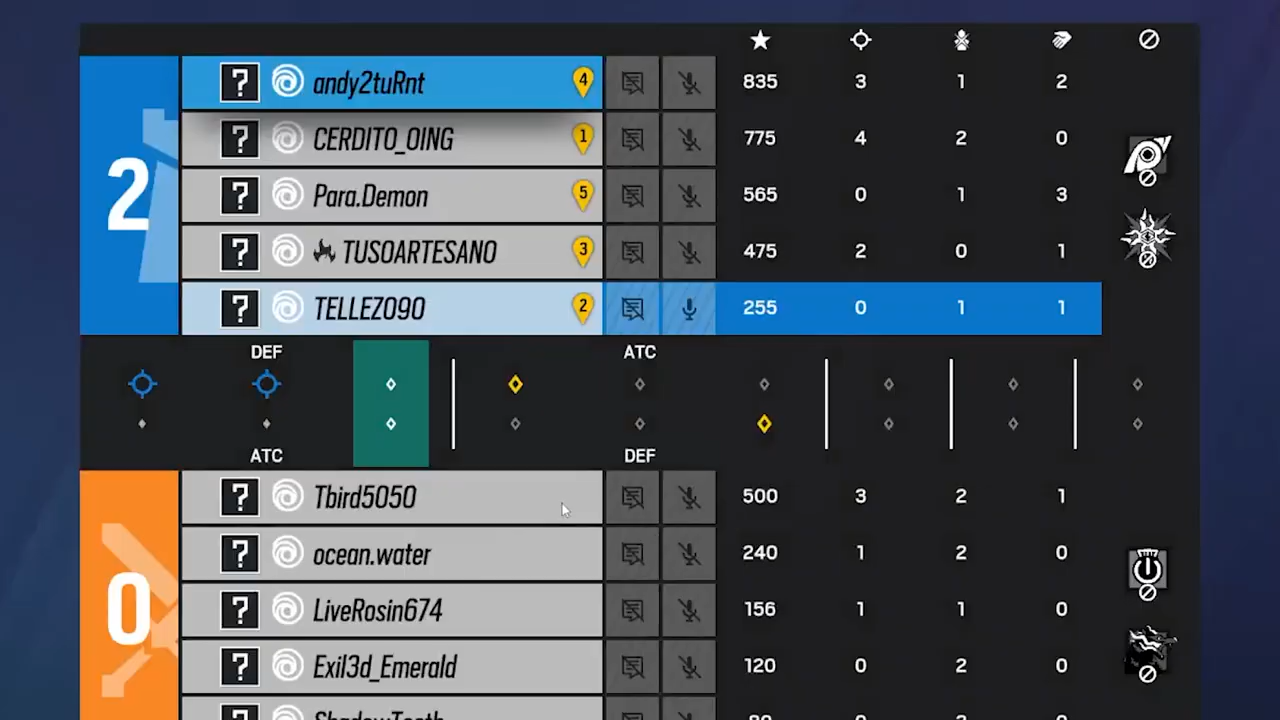 ? andy2tuRnt 4 835 3 1 2
? CERDITO_OING 1 775 4 2 0
2 ? Para.Demon 5 565 0 1 3
? TUSOARTESANO 3 475 2 0 1
? TELLEZ090 2 255 0 1 1
DEF ATC
ATC DEF
? Tbird5050 500 3 2 1
? ocean.water 240 1 2 0
0 ? LiveRosin674 156 1 1 0
? Exil3d_Emerald 120 0 2 0